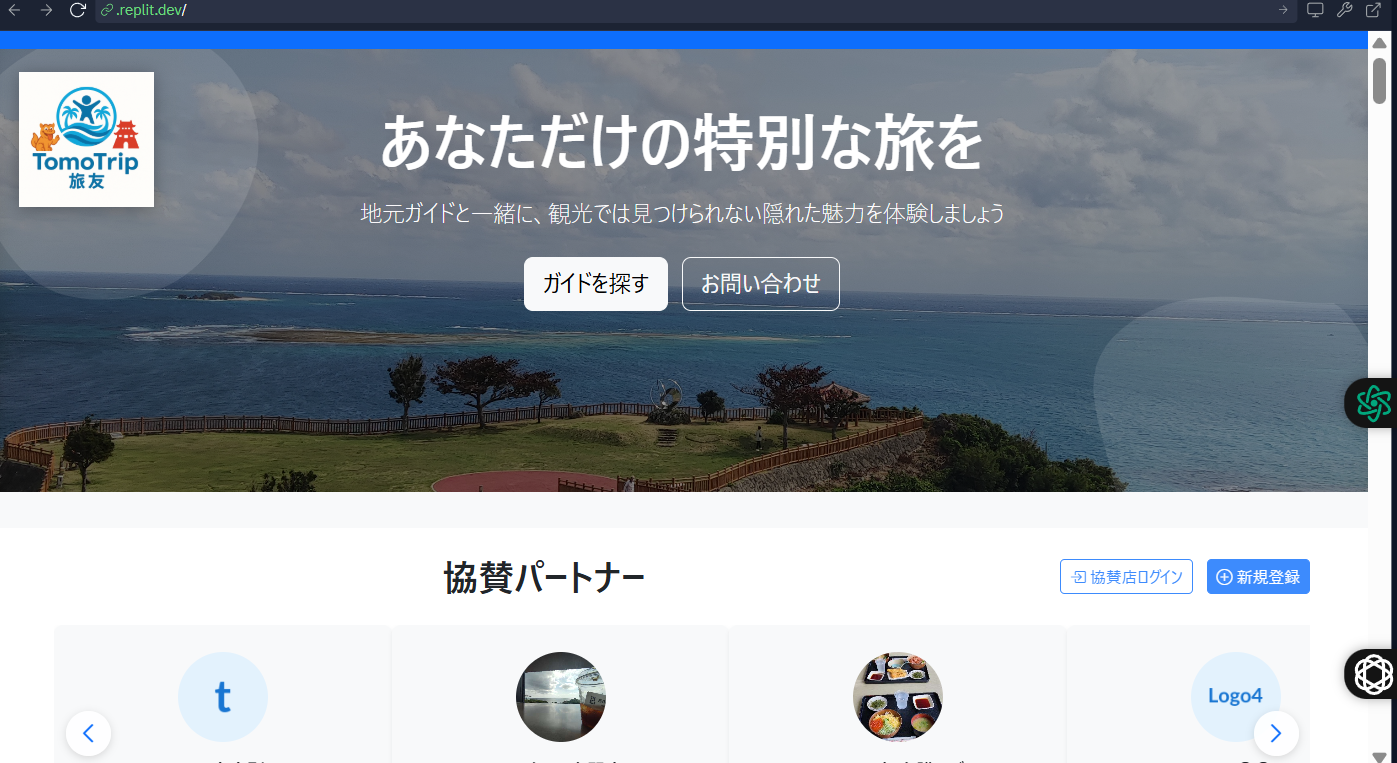 .replit.dev/
TomoTrip
旅友
あなただけの特別な旅を
地元ガイドと一緒に、観光では見つけられない隠れた魅力を体験しましょう
ガイドを探す
お問い合わせ
協賛パートナー
協賛店ログイン
新規登録
t
Logo4